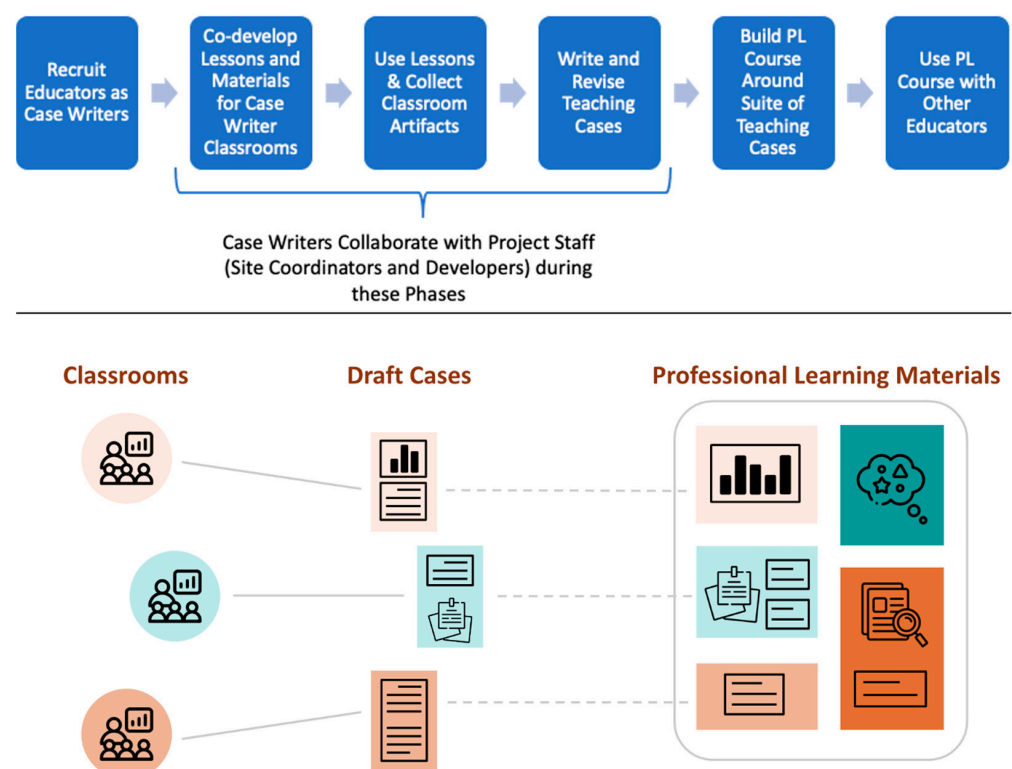 Recruit
Educators as
Case Writers
Co-develop
Lessons and
Materials
for Case
Writer
Classrooms
Use Lessons
& Collect
Classroom
Artifacts
Write and
Revise
Teaching
Cases
Build PL
Course
Around
Suite of
Teaching
Cases
Use PL
Course with
Other
Educators
Case Writers Collaborate with Project Staff
(Site Coordinators and Developers) during
these Phases
Classrooms
Draft Cases
Professional Learning Materials